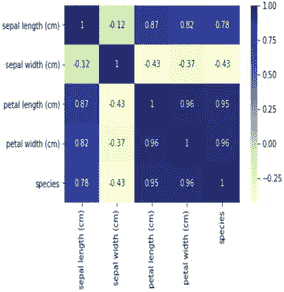 sepal length (cm) 1 -0.12 0.87 0.82 0.78
sepal width (cm) -0.12 1 -0.43 -0.37 -0.43
petal length (cm) 0.87 -0.43 1 0.96 0.95
petal width (cm) 0.82 -0.37 0.96 1 0.96
species 0.78 -0.43 0.95 0.96 1
sepal length (cm)
sepal width (cm)
petal length (cm)
petal width (cm)
species
1.00
0.75
0.50
0.25
0.00
-0.25